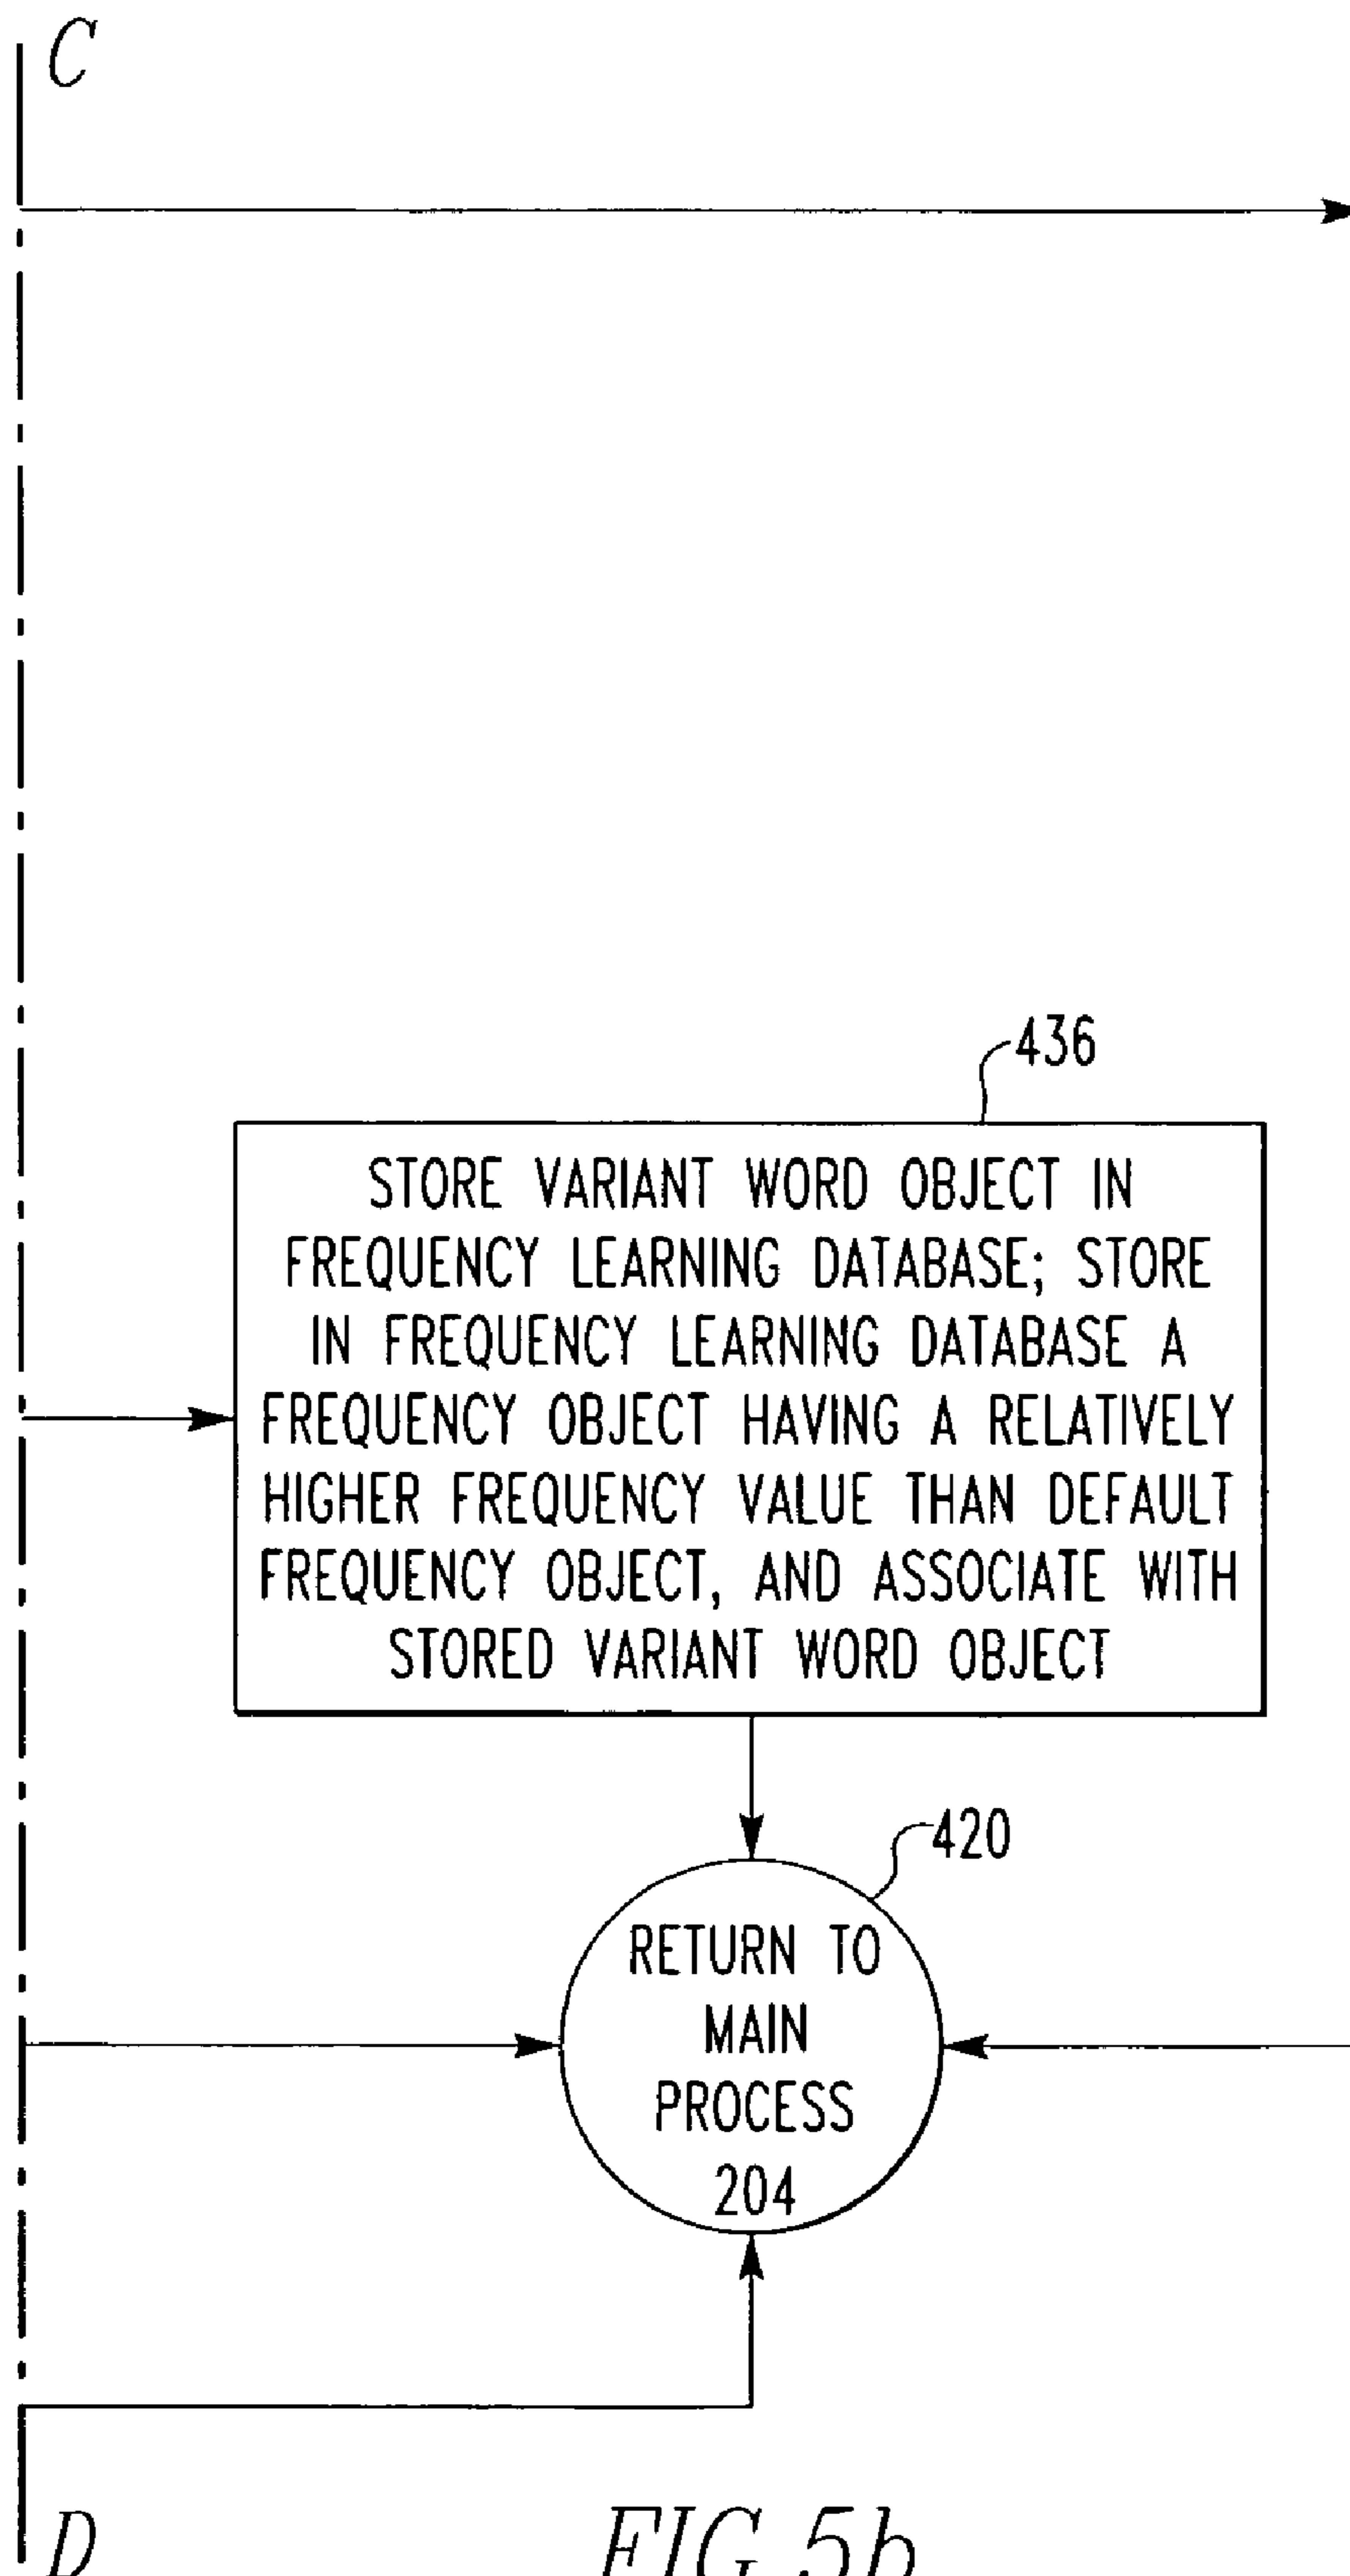 C
436
STORE VARIANT WORD OBJECT IN
FREQUENCY LEARNING DATABASE; STORE
IN FREQUENCY LEARNING DATABASE A
FREQUENCY OBJECT HAVING A RELATIVELY
HIGHER FREQUENCY VALUE THAN DEFAULT
FREQUENCY OBJECT, AND ASSOCIATE WITH
STORED VARIANT WORD OBJECT
420
RETURN TO
MAIN
PROCESS
204
D
FIG.5b